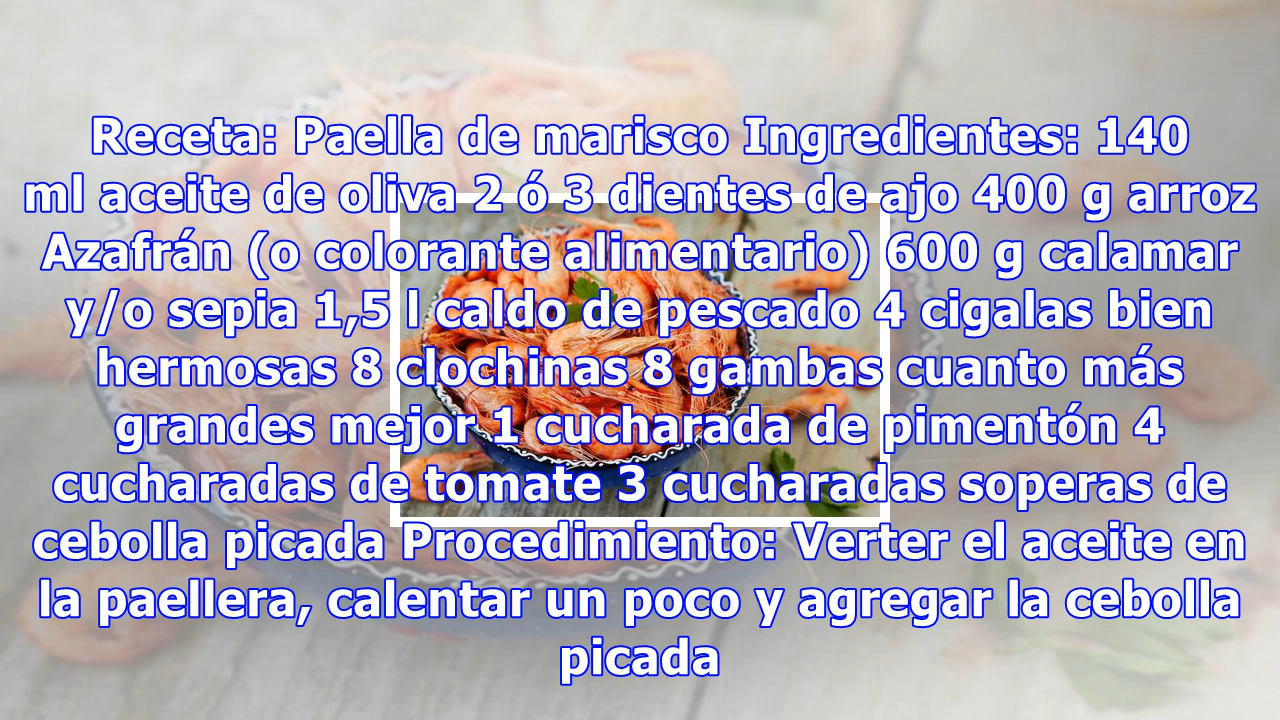 Receta: Paella de marisco Ingredientes: 140
ml aceite de oliva 2 ó 3 dientes de ajo 400 g arroz
Azafrán (o colorante alimentario) 600 g calamar
y/o sepia 1,5 l caldo de pescado 4 cigalas bien
hermosas 8 clochinas 8 gambas cuanto más
grandes mejor 1 cucharada de pimentón 4
cucharadas de tomate 3 cucharadas soperas de
cebolla picada Procedimiento: Verter el aceite en
la paellera, calentar un poco y agregar la cebolla
picada